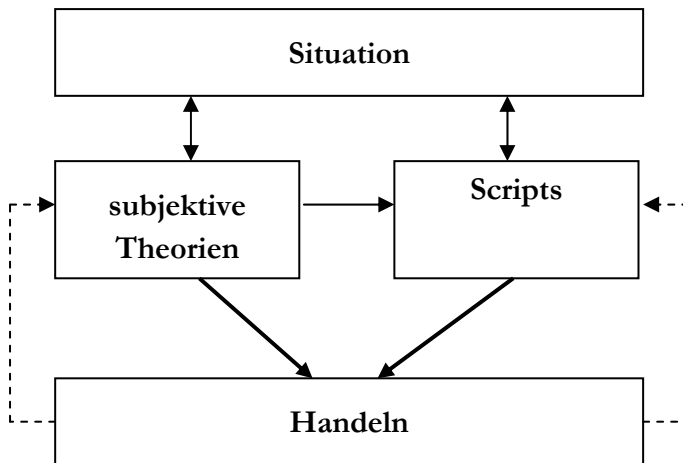 Situation
subjektive
Theorien
Scripts
Handeln